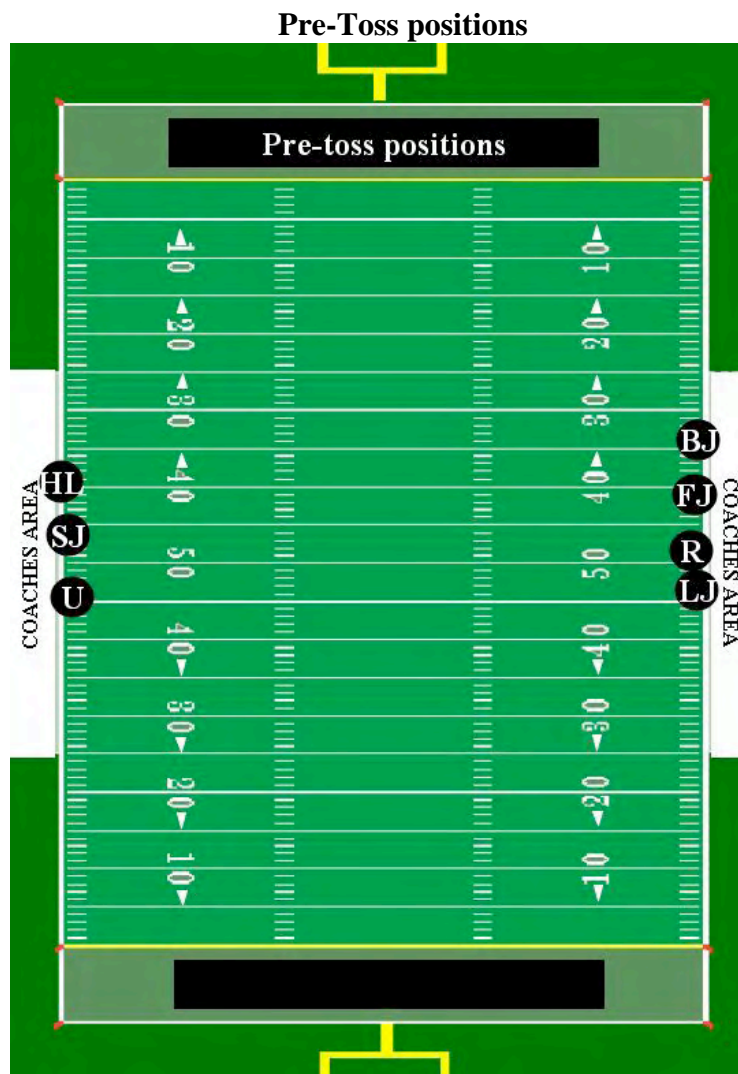 Pre-Toss positions
Pre-toss positions
10 10
20 20
30 30
BJ
HL 40 40 FJ
SJ
COACHES AREA 50 50 R COACHES AREA
U LJ
40 40
30 30
20 20
10 10